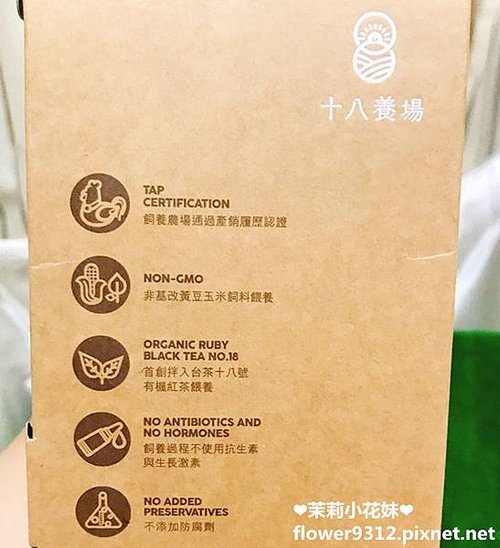 十八養場
TAP
CERTIFICATION
飼養農場通過產銷履歷認證
NON-GMO
非基改黃豆玉米飼料餵養
ORGANIC RUBY
BLACK TEA NO.18
首創拌入台茶十八號
有機紅茶餵養
NO ANTIBIOTICS AND
NO HORMONES
飼養過程不使用抗生素
與生長激素
NO ADDED
PRESERVATIVES
不添加防腐劑
❤茉莉小花妹❤
flower9312.pixnet.net